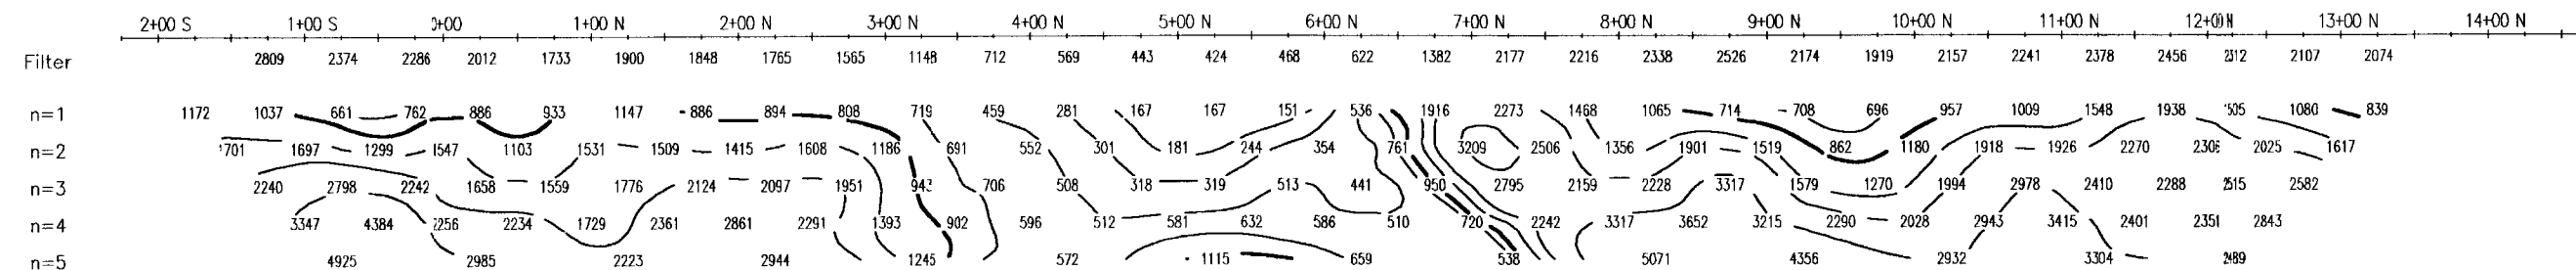 2+00 S 1+00 S 0+00 1+00 N 2+00 N 3+00 N 4+00 N 5+00 N 6+00 N 7+00 N 8+00 N 9+00 N 10+00 N 11+00 N 12+00 N 13+00 N 14+00 N
Filter 2809 2374 2286 2012 1733 1900 1848 1765 1565 1148 712 569 443 424 468 622 1382 2177 2216 2338 2526 2174 1919 2157 2241 2378 2456 2107 2074
n=1 1172 1037 661 762 886 933 1147 886 894 808 719 459 281 167 167 151 536 1916 2273 1468 1065 714 708 696 957 1009 1548 1938 1080 839
n=2 1701 1697 1299 1547 1103 1531 1509 1415 1608 1186 691 552 301 181 244 354 761 3209 2506 1356 1901 1519 862 1180 1918 1926 2270 2025 1617
n=3 2240 2798 2242 1658 1559 1776 2124 2097 1951 706 508 318 319 513 441 950 2795 2159 2228 3317 1579 1270 1994 2978 2410 2288 2582
n=4 3347 4384 2256 2234 1729 2361 2861 2291 1393 902 596 512 581 632 586 510 720 2242 3317 3652 3215 2290 2028 2943 3415 2401 2351 2843
n=5 4925 2985 2223 2944 1245 572 1115 659 538 5071 4356 2932 3304